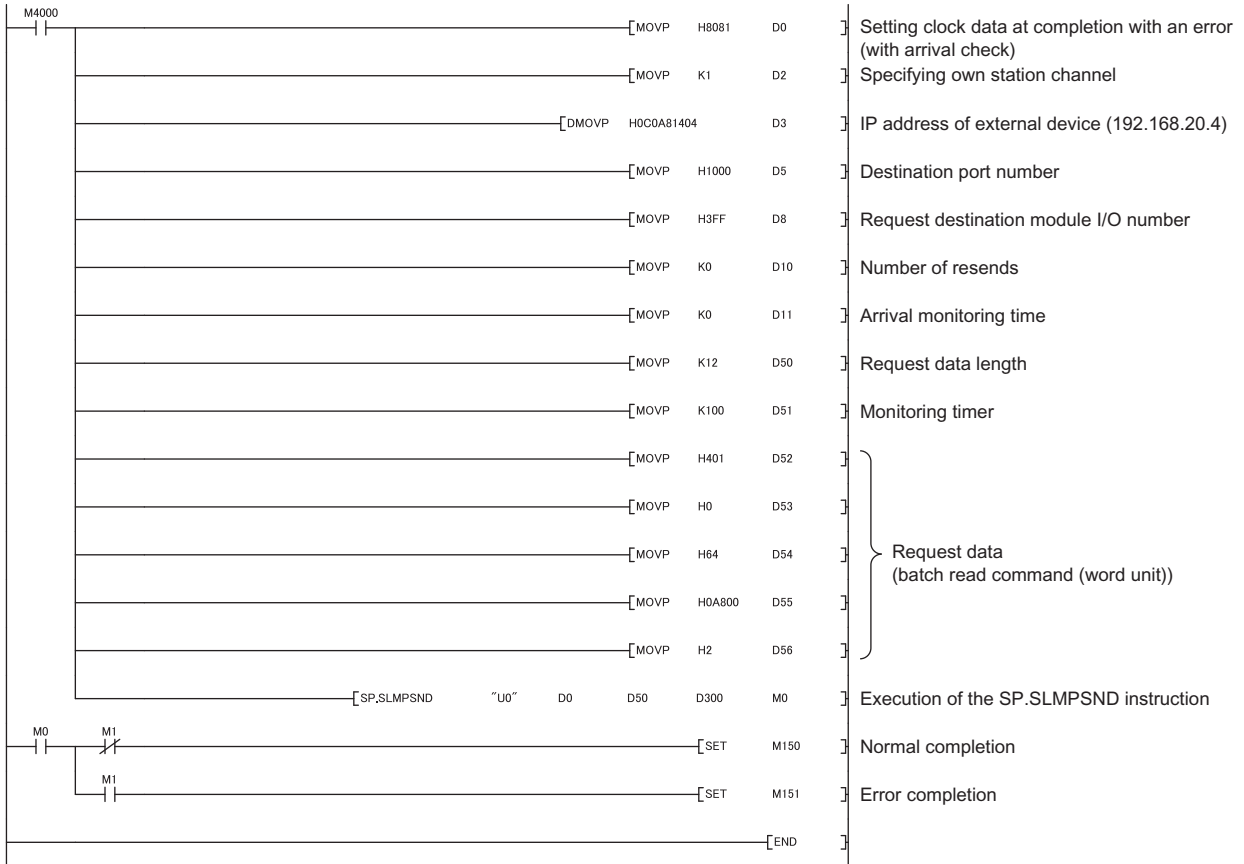 M4000
MOVP H8081 D0 Setting clock data at completion with an error
(with arrival check)
MOVP K1 D2 Specifying own station channel
DMOVP H0C0A81404 D3 IP address of external device (192.168.20.4)
MOVP H1000 D5 Destination port number
MOVP H3FF D8 Request destination module I/O number
MOVP K0 D10 Number of resends
MOVP K0 D11 Arrival monitoring time
MOVP K12 D50 Request data length
MOVP K100 D51 Monitoring timer
MOVP H401 D52
MOVP H0 D53
MOVP H64 D54
Request data
(batch read command (word unit))
MOVP H0A800 D55
MOVP H2 D56
SP.SLMPSND "U0" D0 D50 D300 M0 Execution of the SP.SLMPSND instruction
M0 M1
SET M150 Normal completion
M1
SET M151 Error completion
END